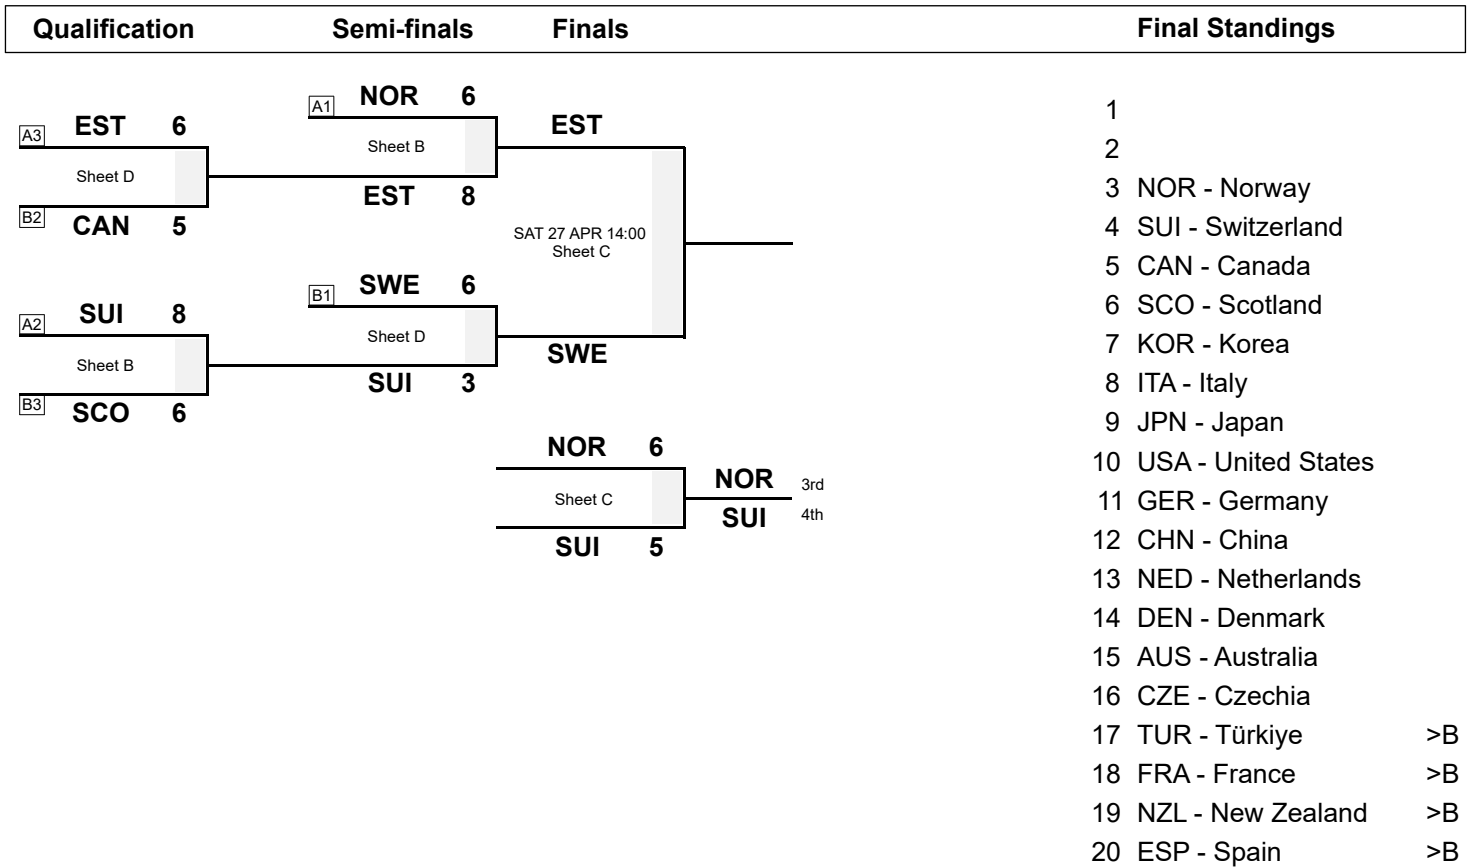 Qualification Semi-finals Finals Final Standings
A1 NOR 6
A3 EST 6
Sheet B
EST
Sheet D
EST 8
B2 CAN 5
SAT 27 APR 14:00
Sheet C
B1 SWE 6
A2 SUI 8
Sheet D
SWE
Sheet B
SUI 3
B3 SCO 6
NOR 6
Sheet C
NOR 3rd
SUI 4th
SUI 5
1
2
3 NOR - Norway
4 SUI - Switzerland
5 CAN - Canada
6 SCO - Scotland
7 KOR - Korea
8 ITA - Italy
9 JPN - Japan
10 USA - United States
11 GER - Germany
12 CHN - China
13 NED - Netherlands
14 DEN - Denmark
15 AUS - Australia
16 CZE - Czechia
17 TUR - Türkiye >B
18 FRA - France >B
19 NZL - New Zealand >B
20 ESP - Spain >B